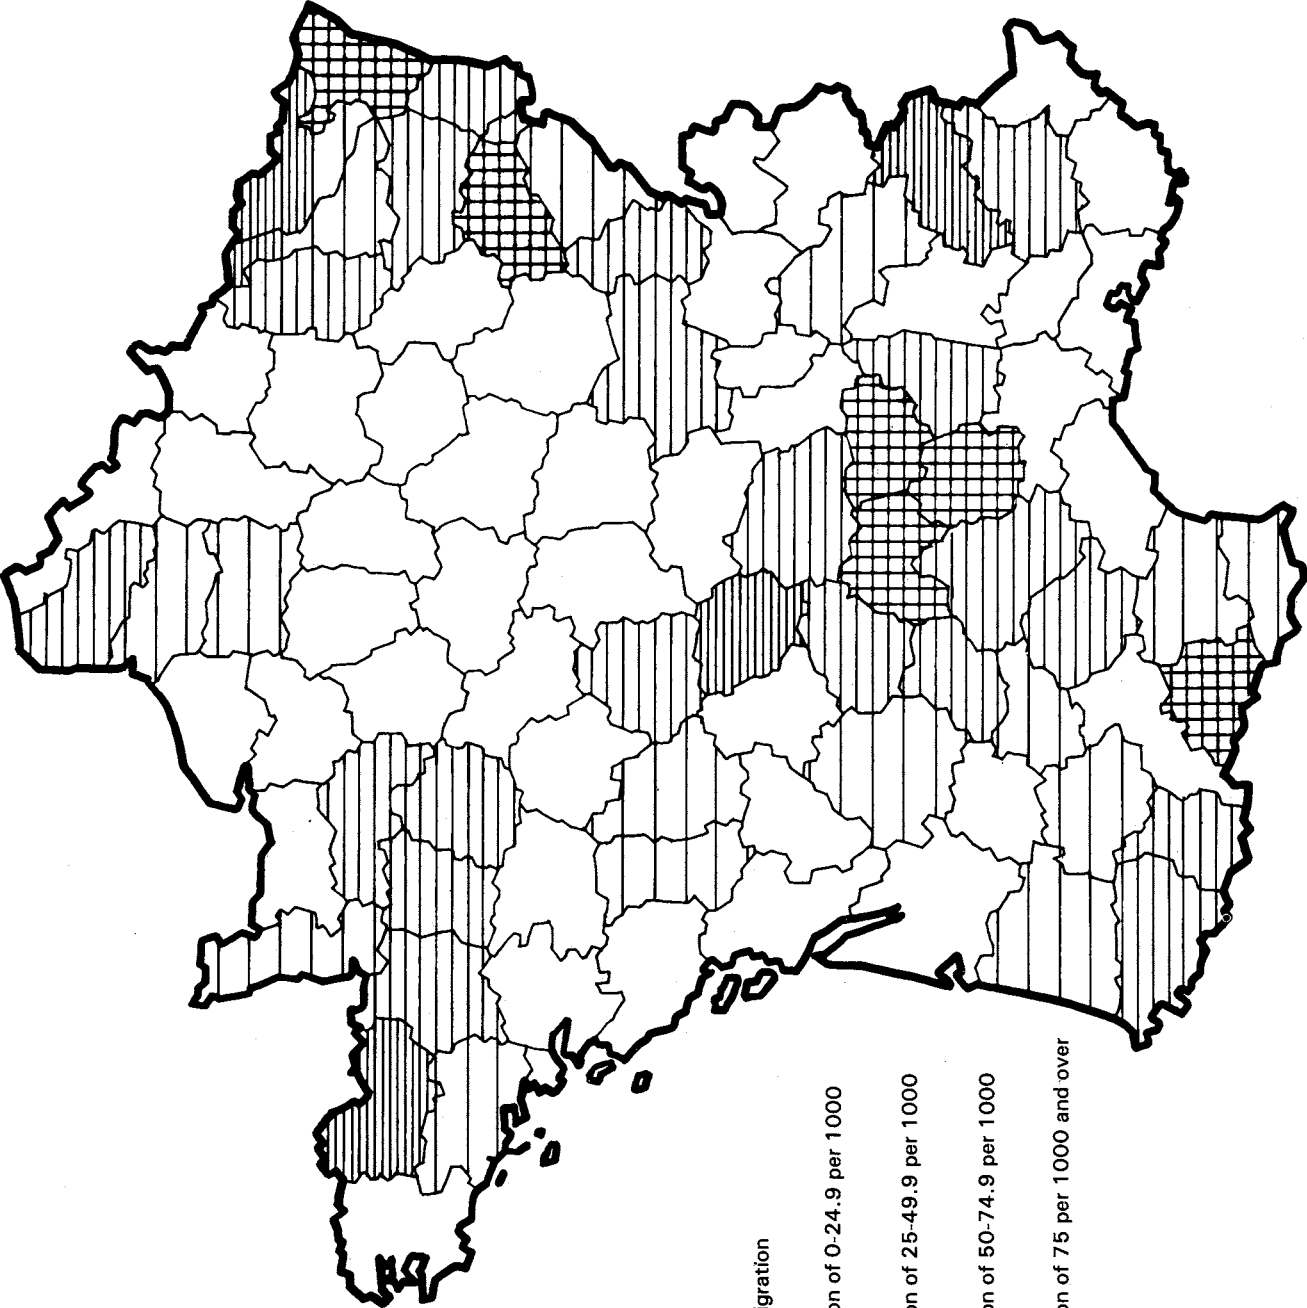 igration
on of 0-24.9 per 1000
on of 25-49.9 per 1000
on of 50-74.9 per 1000
on of 75 per 1000 and over